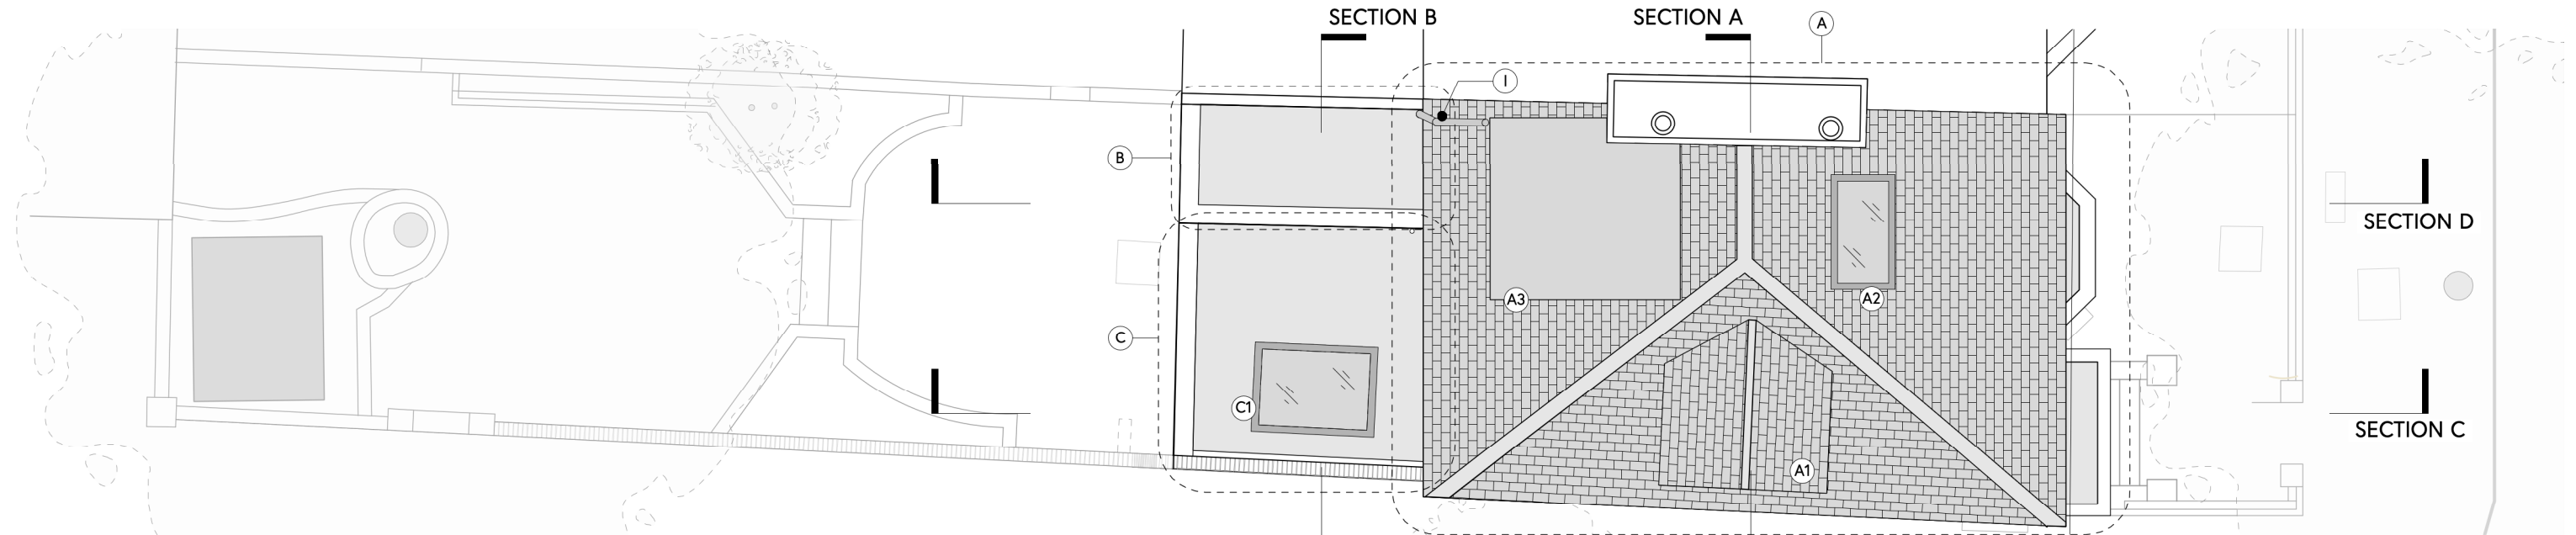 SECTION B
SECTION A
A
I
B
SECTION D
A3
A2
C
C1
SECTION C
A1